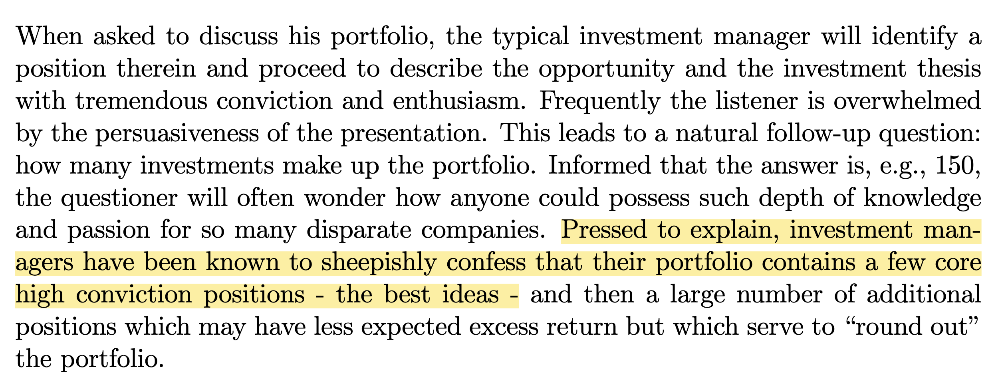 When asked to discuss his portfolio, the typical investment manager will identify a
position therein and proceed to describe the opportunity and the investment thesis
with tremendous conviction and enthusiasm. Frequently the listener is overwhelmed
by the persuasiveness of the presentation. This leads to a natural follow-up question:
how many investments make up the portfolio. Informed that the answer is, e.g., 150,
the questioner will often wonder how anyone could possess such depth of knowledge
and passion for so many disparate companies. Pressed to explain, investment man-
agers have been known to sheepishly confess that their portfolio contains a few core
high conviction positions - the best ideas - and then a large number of additional
positions which may have less expected excess return but which serve to “round out”
the portfolio.